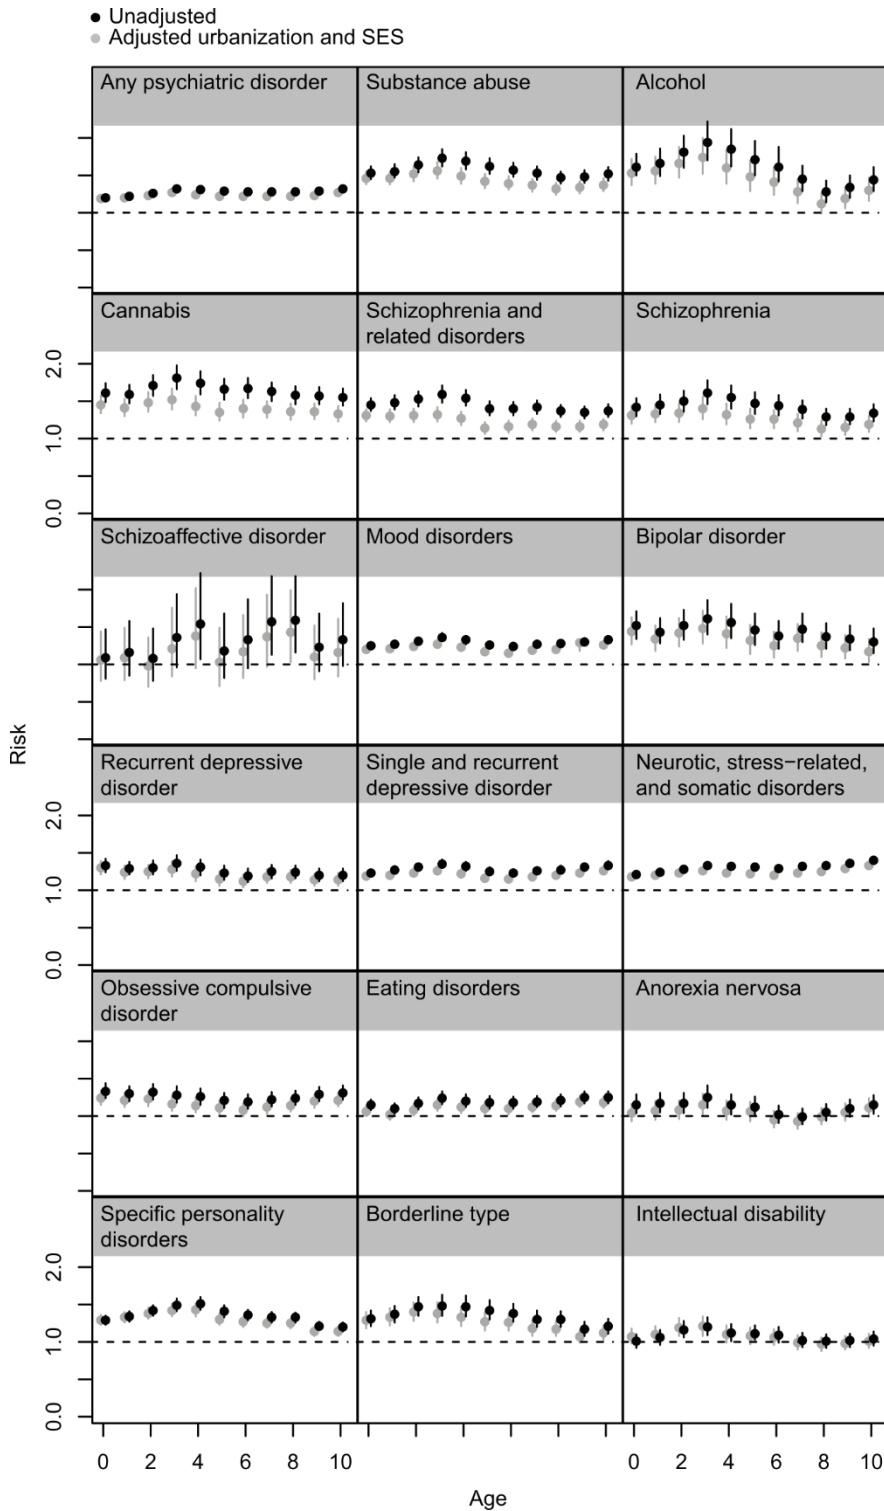 Unadjusted
Adjusted urbanization and SES
Any psychiatric disorder
Substance abuse
Alcohol
Cannabis
Schizophrenia and
related disorders
Schizophrenia
2.0
1.0
0.0
Schizoaffective disorder
Mood disorders
Bipolar disorder
Risk
Recurrent depressive
disorder
Single and recurrent
depressive disorder
Neurotic, stress−related,
and somatic disorders
2.0
1.0
0.0
Obsessive compulsive
disorder
Eating disorders
Anorexia nervosa
Specific personality
disorders
Borderline type
Intellectual disability
2.0
1.0
0.0
0 2 4 6 8 10
0 2 4 6 8 10
Age